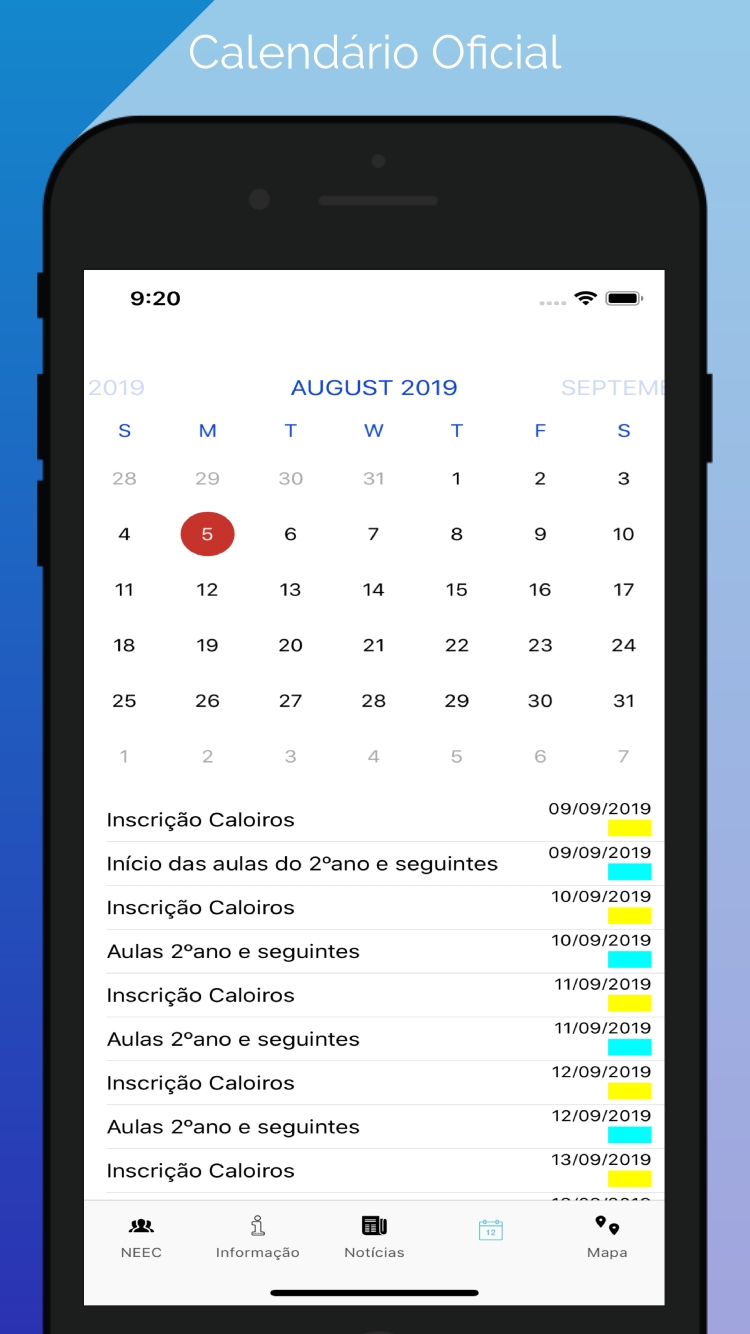 Calendário Oficial
9:20
2019 AUGUST 2019 SEPTEME
S M T W T F S
28 29 30 31 1 2 3
4 5 6 7 8 9 10
11 12 13 14 15 16 17
18 19 20 21 22 23 24
25 26 27 28 29 30 31
1 2 3 4 5 6 7
Inscrição Caloiros 09/09/2019
Início das aulas do 2ºano e seguintes 09/09/2019
Inscrição Caloiros 10/09/2019
Aulas 2ºano e seguintes 10/09/2019
Inscrição Caloiros 11/09/2019
Aulas 2ºano e seguintes 11/09/2019
Inscrição Caloiros 12/09/2019
Aulas 2ºano e seguintes 12/09/2019
Inscrição Caloiros 13/09/2019
12
NEEC Informação Notícias Mapa